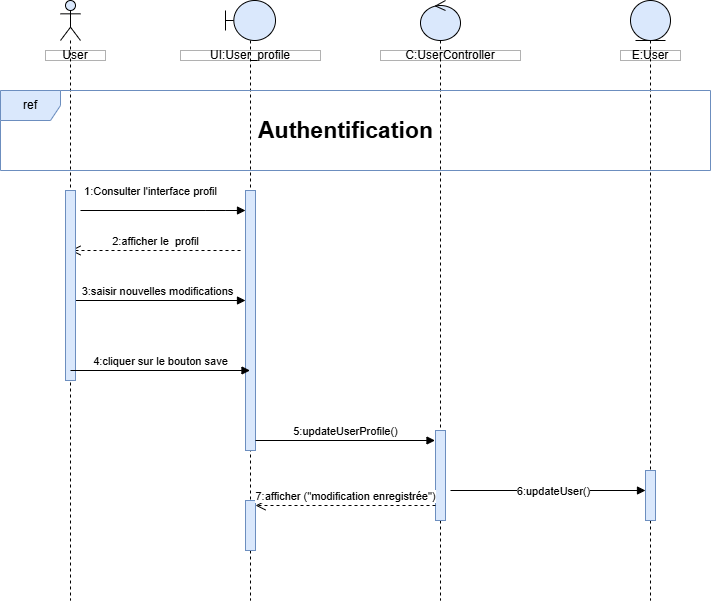 User
UI:User_profile
C:UserController
E:User
ref
Authentification
1:Consulter l'interface profil
2:afficher le  profil
3:saisir nouvelles modifications
4:cliquer sur le bouton save
5:updateUserProfile()
6:updateUser()
7:afficher ("modification enregistrée")